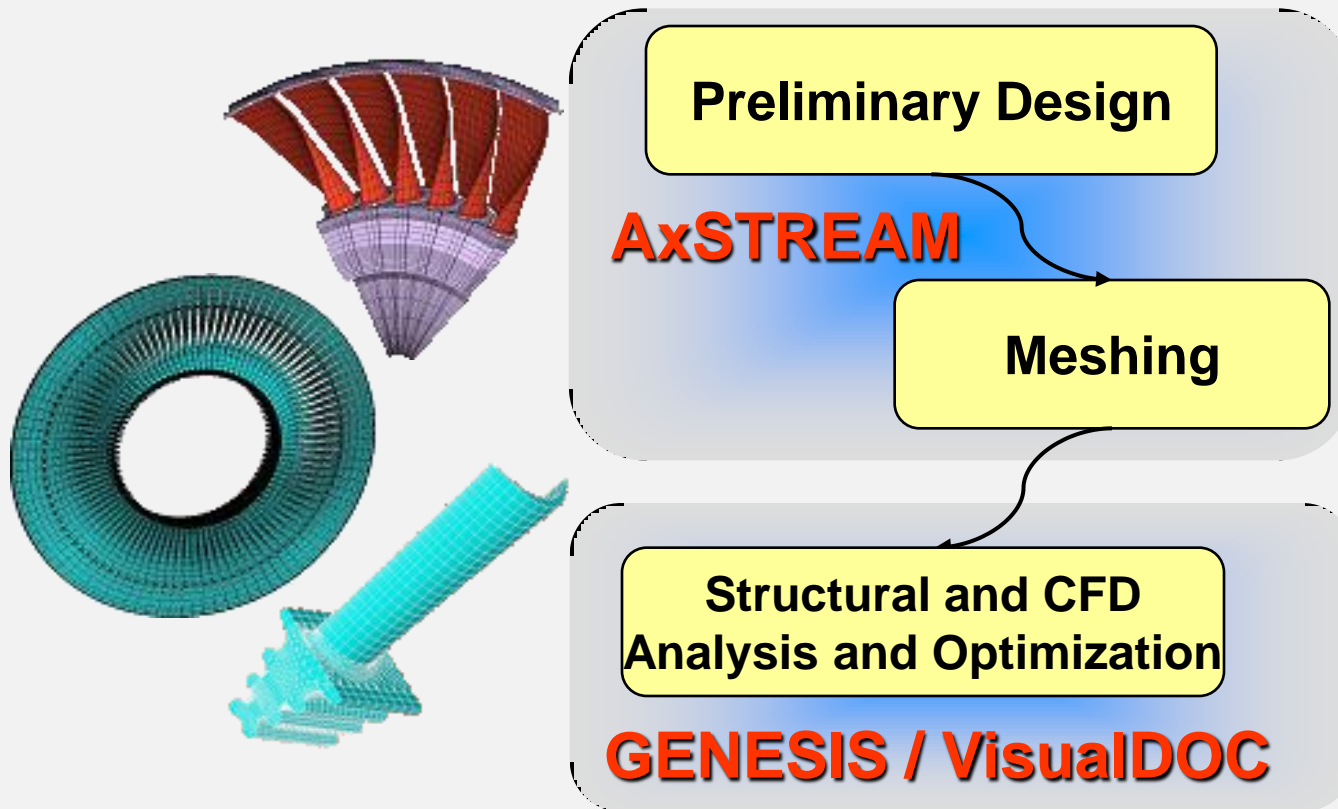 Preliminary Design
AxSTREAM
Meshing
Structural and CFD
Analysis and Optimization
GENESIS / VisualDOC